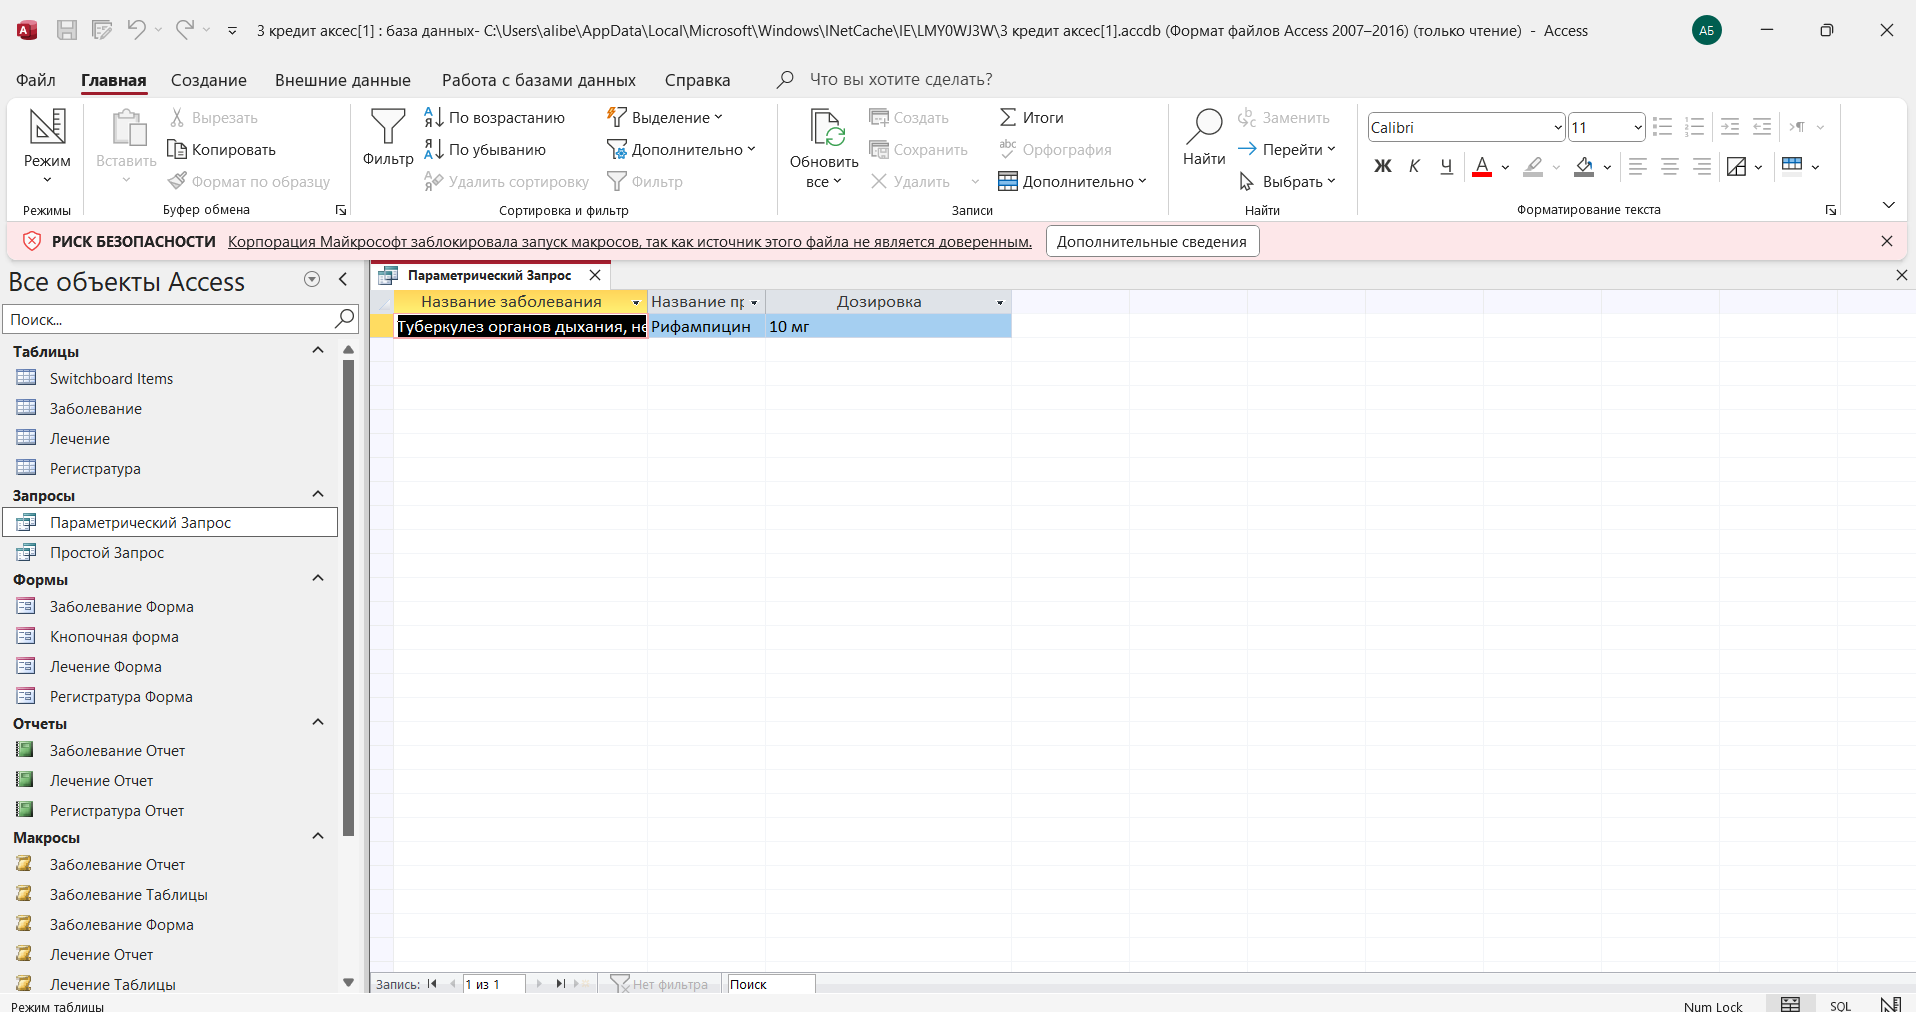 3 кредит аксес[1] : база данных- C:\Users\alibe\AppData\Local\Microsoft\Windows\INetCache\IE\LMY0WJ3W\3 кредит аксес[1].accdb (Формат файлов Access 2007–2016) (только чтение) - Access
АБ
Файл Главная Создание Внешние данные Работа с базами данных Справка Что вы хотите сделать?
Режим
Режимы
Вставить
Вырезать
Копировать
Формат по образцу
Буфер обмена
Фильтр
По возрастанию
По убыванию
Удалить сортировку
Выделение
Дополнительно
Фильтр
Сортировка и фильтр
Обновить
все
Создать
Сохранить
Удалить
Итоги
Орфография
Дополнительно
Записи
Найти
Заменить
Перейти
Выбрать
Найти
Calibri 11
Ж К Ч А
Форматирование текста
РИСК БЕЗОПАСНОСТИ Корпорация Майкрософт заблокировала запуск макросов, так как источник этого файла не является доверенным. Дополнительные сведения
Все объекты Access
Поиск...
Таблицы
Switchboard Items
Заболевание
Лечение
Регистратура
Запросы
Параметрический Запрос
Простой Запрос
Формы
Заболевание Форма
Кнопочная форма
Лечение Форма
Регистратура Форма
Отчеты
Заболевание Отчет
Лечение Отчет
Регистратура Отчет
Макросы
Заболевание Отчет
Заболевание Таблицы
Заболевание Форма
Лечение Отчет
Лечение Таблицы
Параметрический Запрос
Название заболевания Название пр Дозировка
Туберкулез органов дыхания, не Рифампицин 10 мг
Запись: 1 из 1 Нет фильтра Поиск
Режим таблицы Num Lock SQL